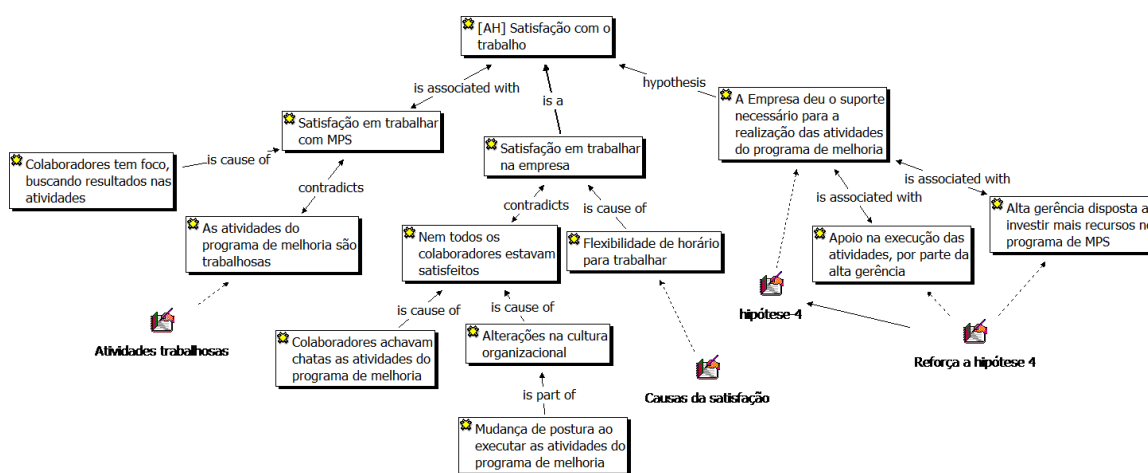 [AH] Satisfação com o
trabalho
is associated with
hypothesis
is a
Satisfação em trabalhar
com MPS
A Empresa deu o suporte
necessário para a
realização das atividades
do programa de melhoria
Satisfação em trabalhar
na empresa
Colaboradores tem foco,
buscando resultados nas
atividades
is cause of
contradicts
contradicts
is cause of
is associated with
is associated with
As atividades do
programa de melhoria são
trabalhosas
Nem todos os
colaboradores estavam
satisfeitos
Flexibilidade de horário
para trabalhar
Apoio na execução das
atividades, por parte da
alta gerência
Alta gerência disposta a
investir mais recursos no
programa de MPS
is cause of
is cause of
Atividades trabalhosas
Colaboradores achavam
chatas as atividades do
programa de melhoria
Alterações na cultura
organizacional
hipótese-4
Reforça a hipótese 4
Causas da satisfação
is part of
Mudança de postura ao
executar as atividades do
programa de melhoria